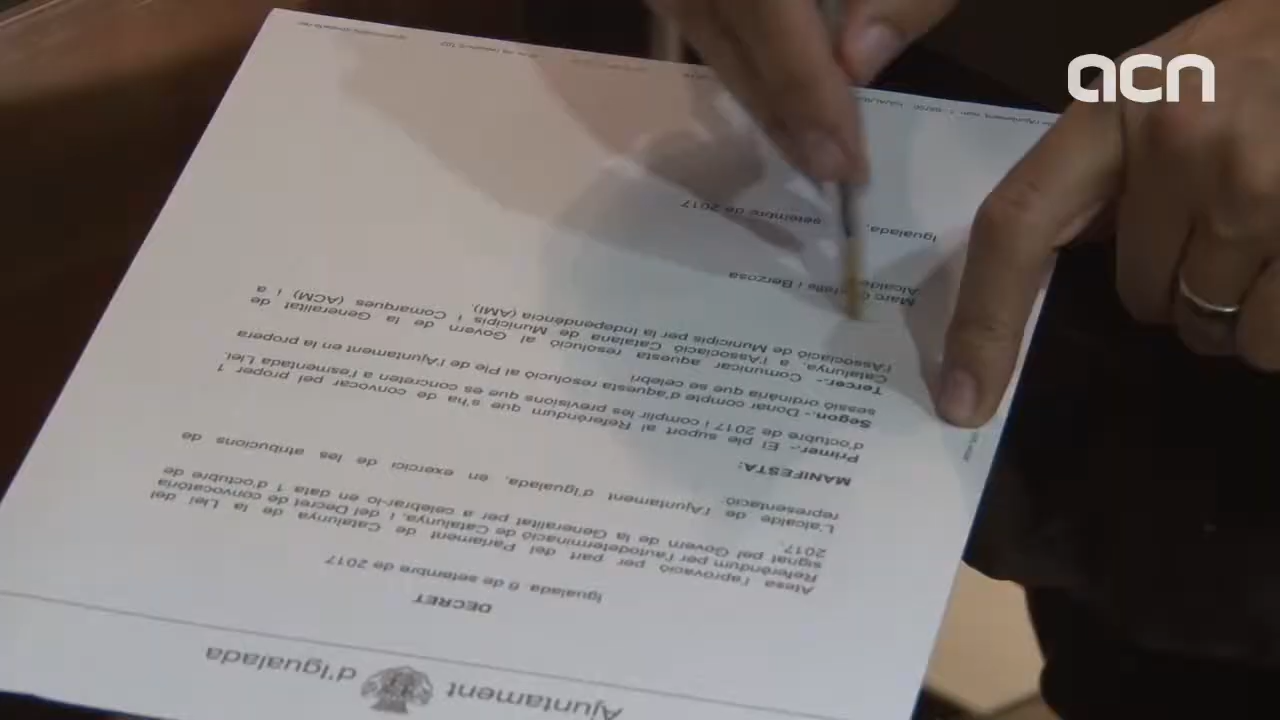 acn
Ajuntament d'Igualada
DECRET
Igualada, 6 de setembre de 2017
Atesa l'aprovació per part del Parlament de Catalunya de la Llei del
Referèndum per l'autodeterminació de Catalunya, i del Decret de convocatòria
signat pel Govern de la Generalitat per a celebrar-lo en data 1 d'octubre de
2017.
L'alcalde de l'Ajuntament d'Igualada, en exercici de les atribucions de
representació
MANIFESTA:
Primer.- El ple suport al Referèndum que s'ha de convocar pel proper 1
d'octubre de 2017 i complir les previsions que es concreten a l'esmentada Llei.
Segon.- Donar compte d'aquesta resolució al Ple de l'Ajuntament en la propera
sessió ordinària que se celebri
Tercer.- Comunicar aquesta resolució al Govern de la Generalitat de
Catalunya, a l'Associació Catalana de Municipis i Comarques (ACM) i a
l'Associació de Municipis per la Independència (AMI).
Marc i Berzosa
Alcalde
Igualada, setembre de 2017